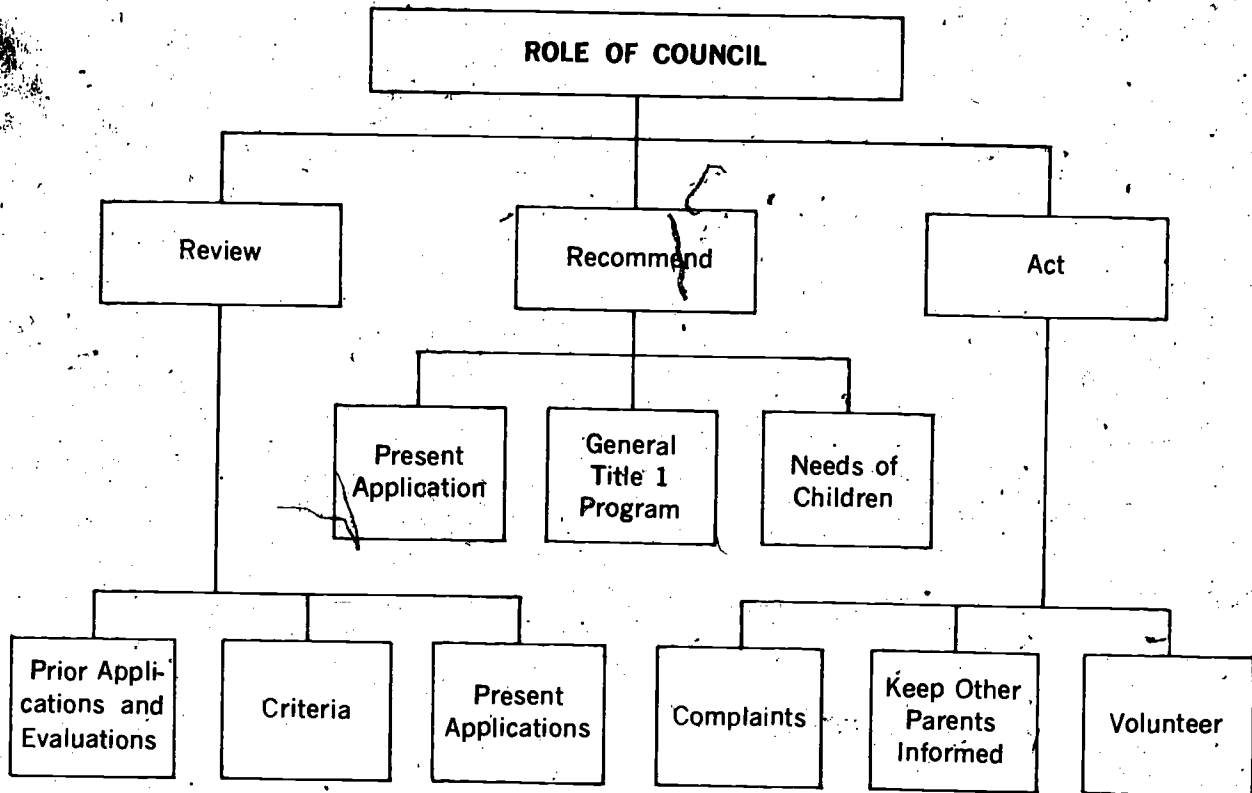 ROLE OF COUNCIL
Review
Recommend
Act
Present
Application
General
Title 1
Program
Needs of
Children
Prior Appli-
cations and
Evaluations
Criteria
Present
Applications
Complaints
Keep Other
Parents
Informed
Volunteer